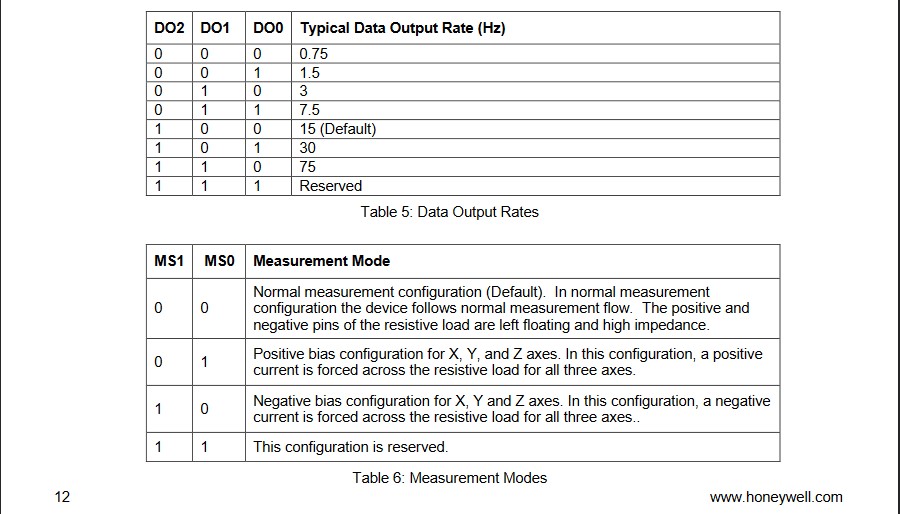 DO2 DO1 DO0 Typical Data Output Rate (Hz)
0 0 0 0.75
0 0 1 1.5
0 1 0 3
0 1 1 7.5
1 0 0 15 (Default)
1 0 1 30
1 1 0 75
1 1 1 Reserved
Table 5: Data Output Rates
MS1 MS0 Measurement Mode
Normal measurement configuration (Default). In normal measurement
0 0 configuration the device follows normal measurement flow. The positive and
negative pins of the resistive load are left floating and high impedance.
0 1 Positive bias configuration for X, Y, and Z axes. In this configuration, a positive
current is forced across the resistive load for all three axes.
1 0 Negative bias configuration for X, Y and Z axes. In this configuration, a negative
current is forced across the resistive load for all three axes..
1 1 This configuration is reserved.
Table 6: Measurement Modes
12 www.honeywell.com